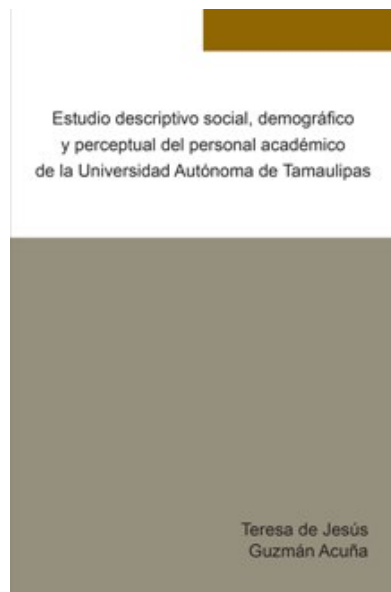 Estudio descriptivo social, demográfico
y perceptual del personal académico
de la Universidad Autónoma de Tamaulipas
Teresa de Jesús
Guzmán Acuña